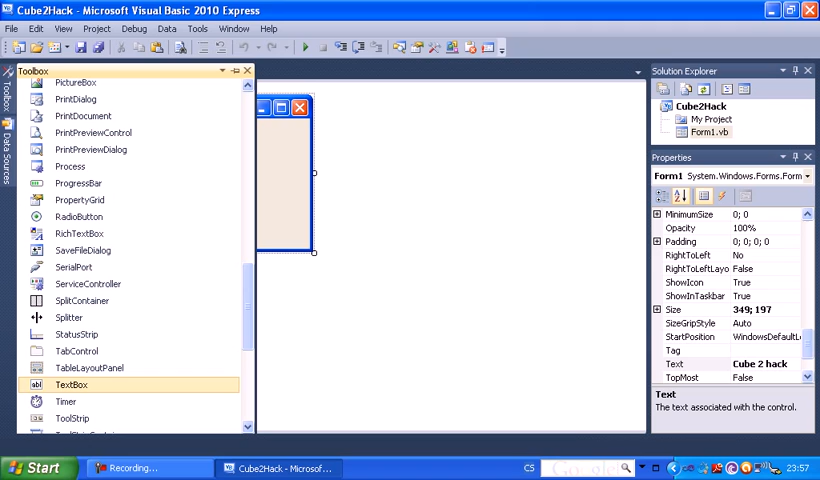 Cube2Hack - Microsoft Visual Basic 2010 Express
File Edit View Project Debug Data Tools Window Help
Toolbox
Toolbox
Data Sources
PictureBox
PrintDialog
PrintDocument
PrintPreviewControl
PrintPreviewDialog
Process
ProgressBar
PropertyGrid
RadioButton
RichTextBox
SaveFileDialog
SerialPort
ServiceController
SplitContainer
Splitter
StatusStrip
TabControl
TableLayoutPanel
TextBox
Timer
ToolStrip
Solution Explorer
Cube2Hack
My Project
Form1.vb
Properties
Form1 System.Windows.Forms.Form
MinimumSize 0; 0
Opacity 100%
Padding 0; 0; 0; 0
RightToLeft No
RightToLeftLayo False
ShowIcon True
ShowInTaskbar True
Size 349; 197
SizeGripStyle Auto
StartPosition WindowsDefaultLo
Tag
Text Cube 2 hack
TopMost False
Text
The text associated with the control.
Start
Recording...
Cube2Hack - Microsof...
CS
Google
23:57